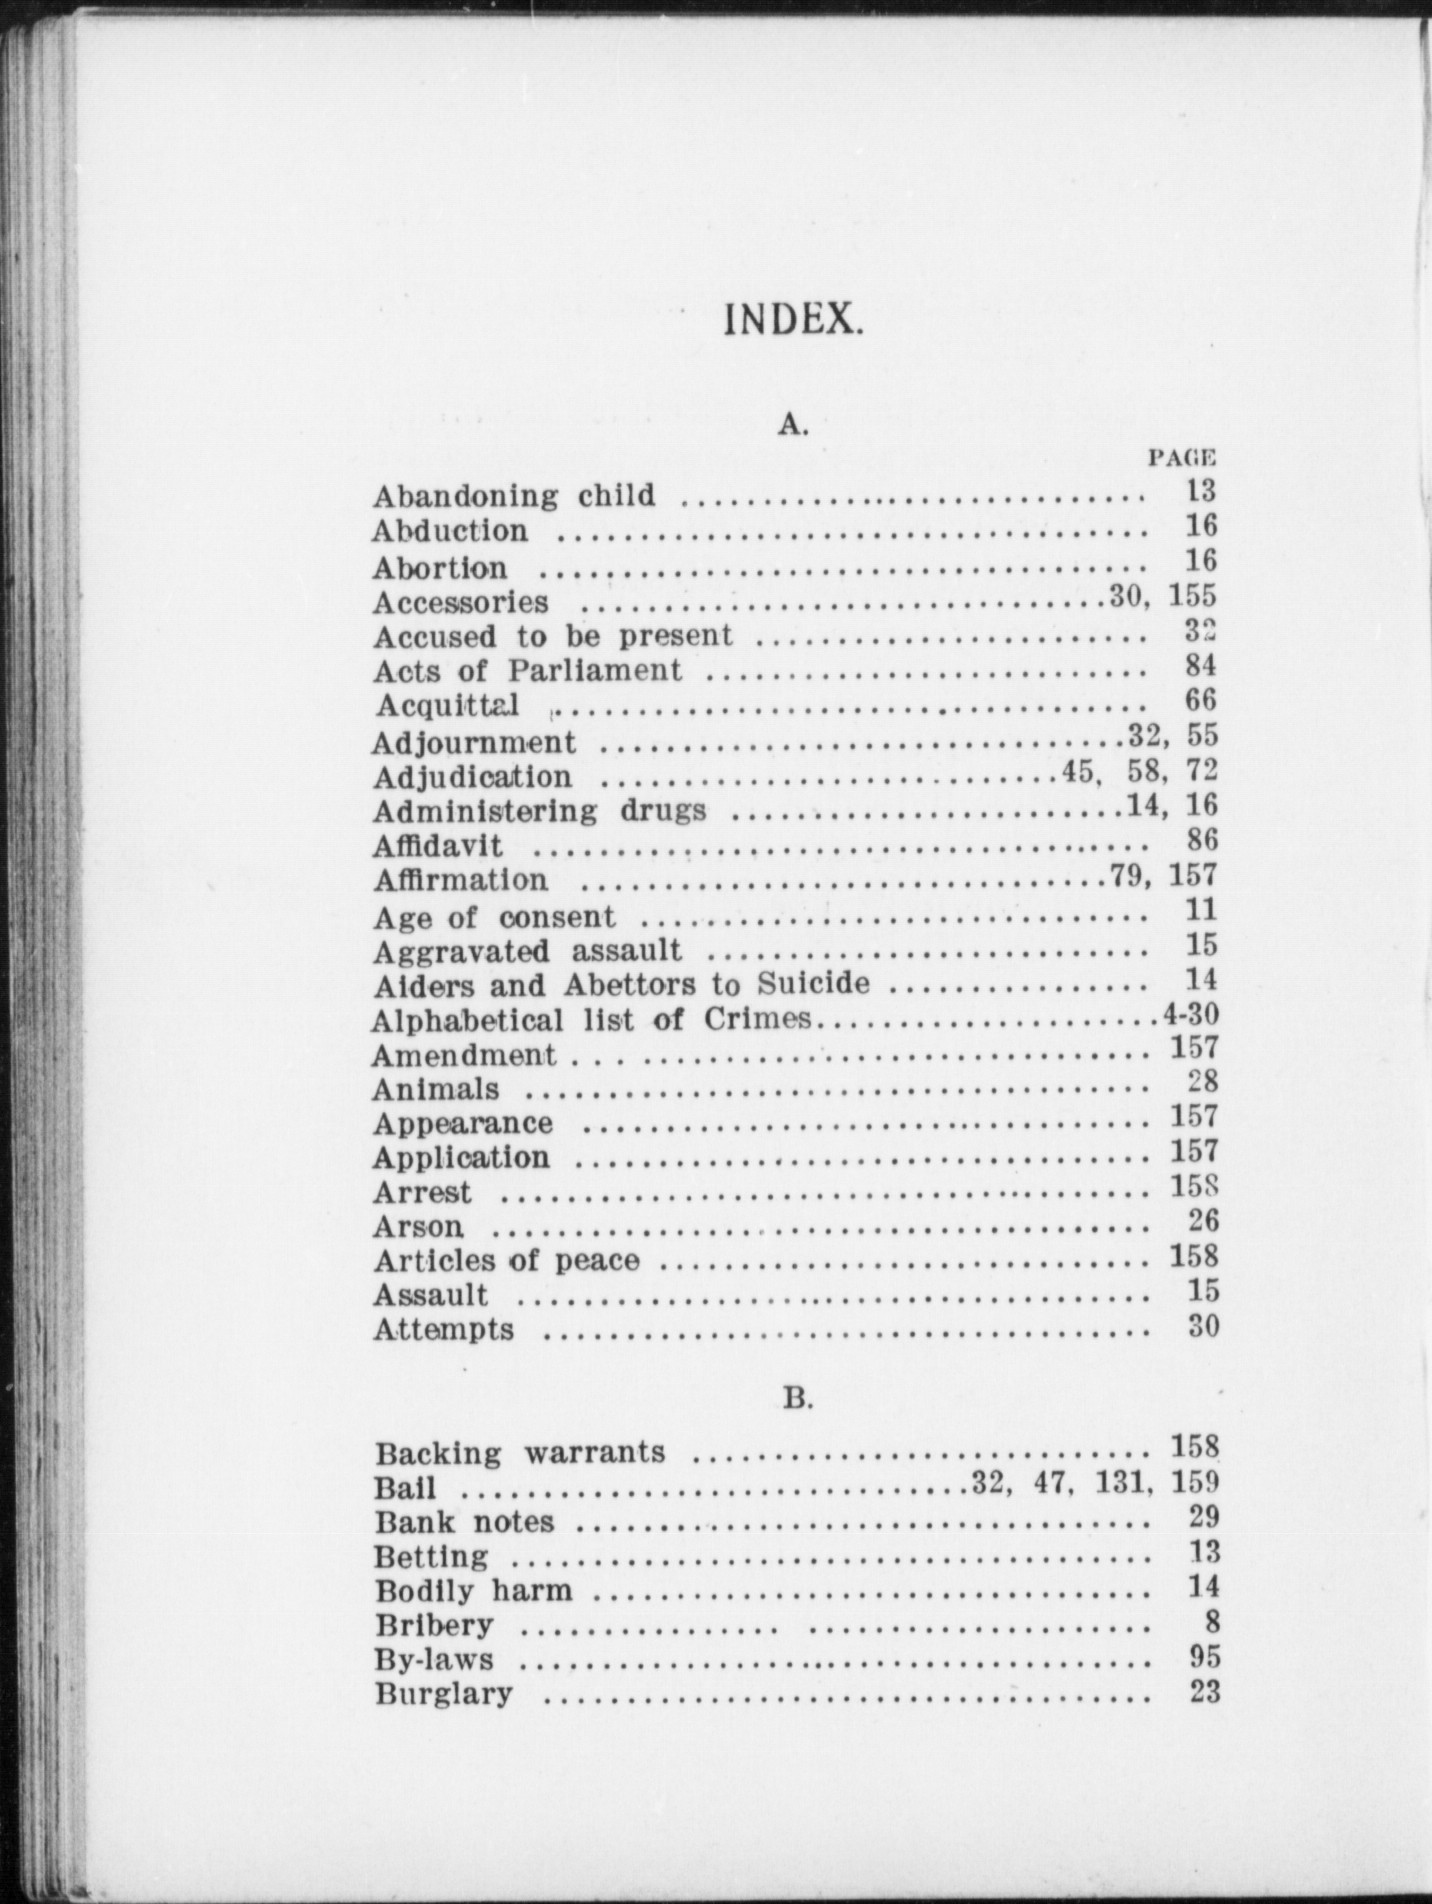 INDEX.
A.
PAGE
Abandoning child ............................ 13
Abduction .................................... 16
Abortion ..................................... 16
Accessories ................................30, 155
Accused to be present ........................ 32
Acts of Parliament ........................... 84
Acquittal .................................... 66
Adjournment ................................32, 55
Adjudication ............................45, 58, 72
Administering drugs ........................14, 16
Affidavit ..................................... 86
Affirmation ................................79, 157
Age of consent ............................... 11
Aggravated assault ........................... 15
Aiders and Abettors to Suicide ................ 14
Alphabetical list of Crimes.....................4-30
Amendment ................................... 157
Animals ...................................... 28
Appearance ................................... 157
Application ................................... 157
Arrest ....................................... 158
Arson ........................................ 26
Articles of peace .............................. 158
Assault ....................................... 15
Attempts ..................................... 30
B.
Backing warrants ............................ 158
Bail ...............................32, 47, 131, 159
Bank notes ................................... 29
Betting ....................................... 13
Bodily harm .................................. 14
Bribery ...................................... 8
By-laws ...................................... 95
Burglary ..................................... 23